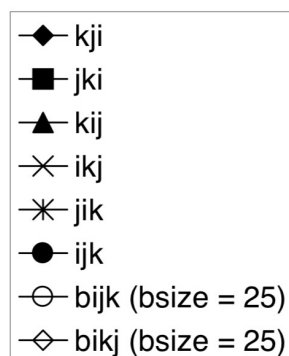 kji
jki
kij
ikj
jik
ijk
bijk (bsize = 25)
bikj (bsize = 25)